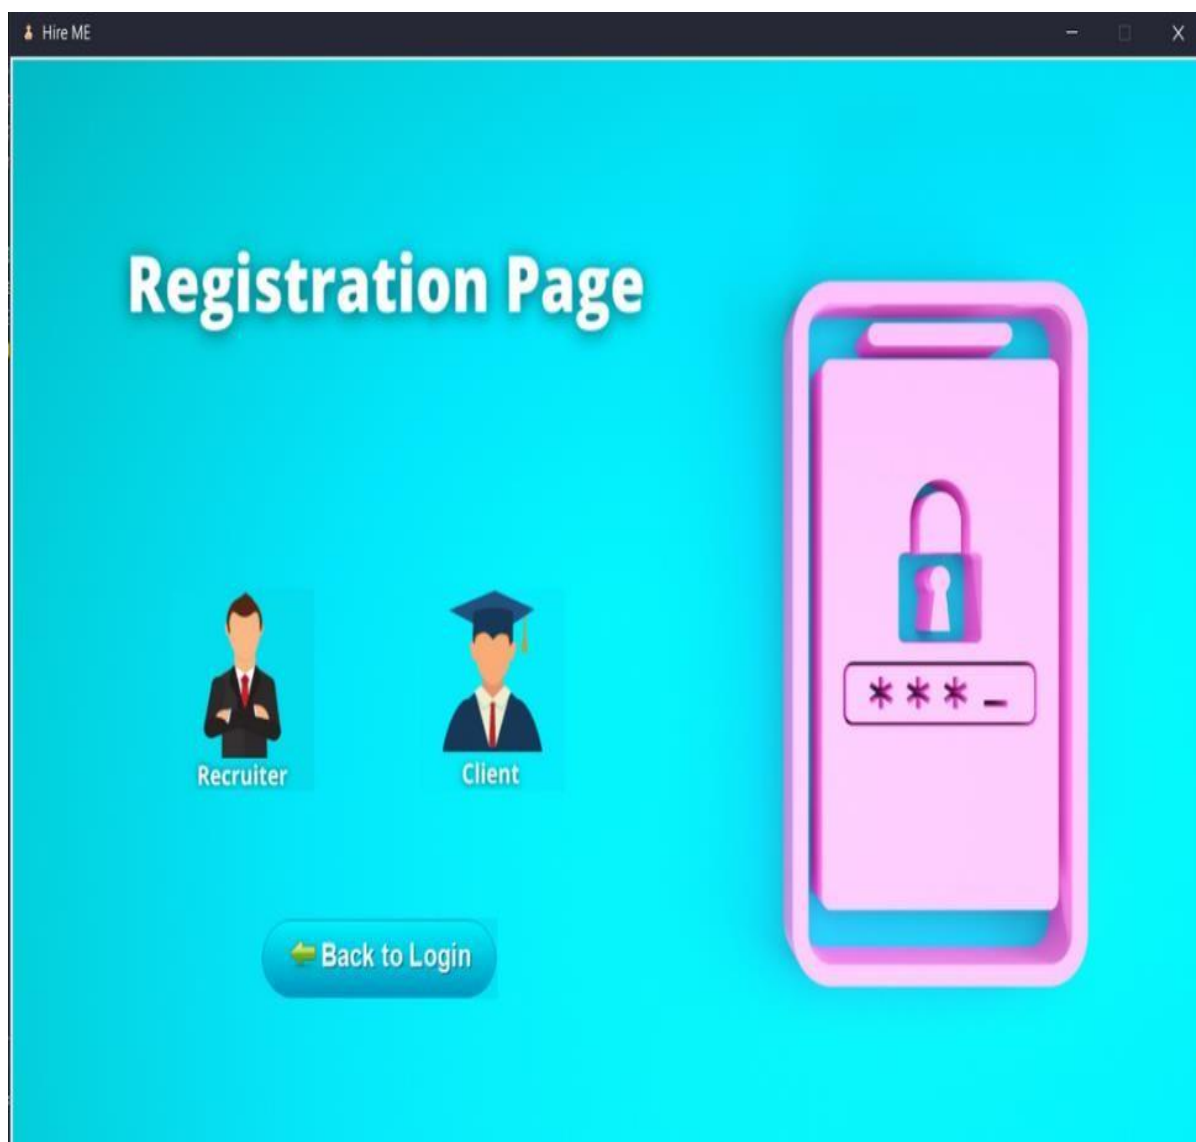 Hire ME
Registration Page
Recruiter
Client
Back to Login
***_